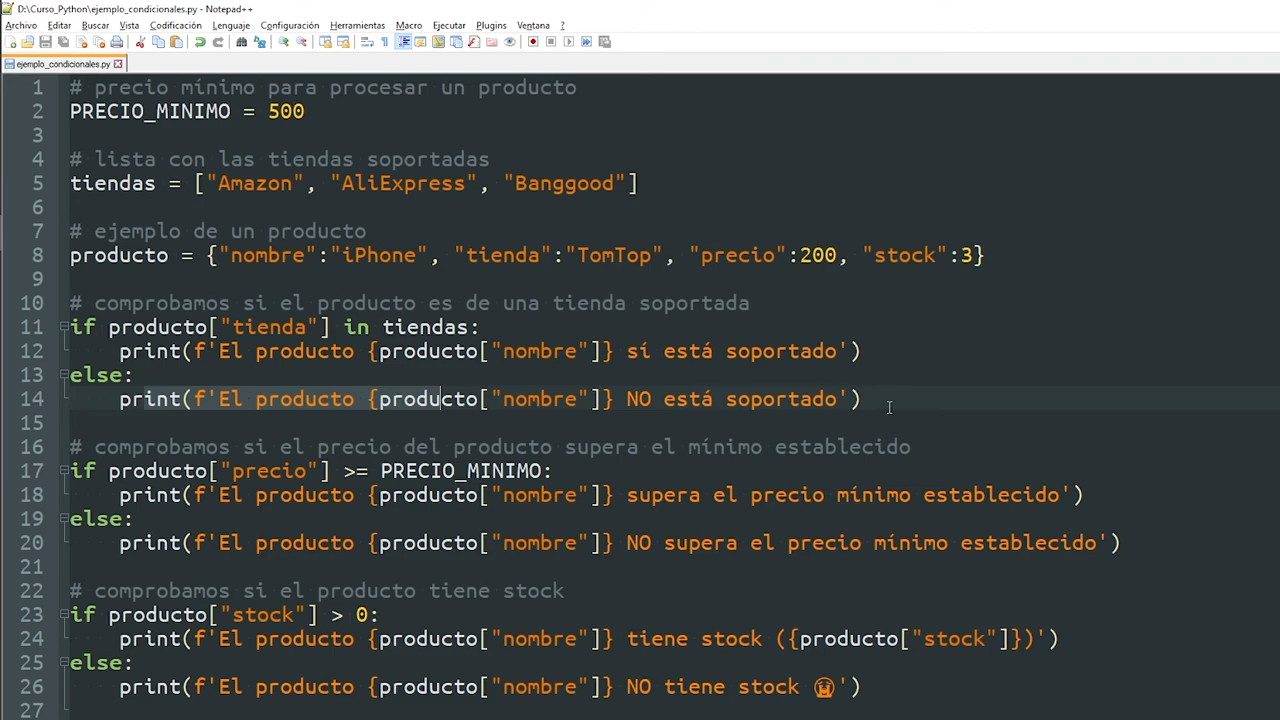 D:\Curso_Python\ejemplo_condicionales.py - Notepad++
Archivo Editar Buscar Vista Codificación Lenguaje Configuración Herramientas Macro Ejecutar Plugins Ventana ?
ejemplo_condicionales.py
1 # precio mínimo para procesar un producto
2 PRECIO_MINIMO = 500
3
4 # lista con las tiendas soportadas
5 tiendas = ["Amazon", "AliExpress", "Banggood"]
6
7 # ejemplo de un producto
8 producto = {"nombre":"iPhone", "tienda":"TomTop", "precio":200, "stock":3}
9
10 # comprobamos si el producto es de una tienda soportada
11 if producto["tienda"] in tiendas:
12 print(f'El producto {producto["nombre"]} sí está soportado')
13 else:
14 print(f'El producto {producto["nombre"]} NO está soportado')
15
16 # comprobamos si el precio del producto supera el mínimo establecido
17 if producto["precio"] >= PRECIO_MINIMO:
18 print(f'El producto {producto["nombre"]} supera el precio mínimo establecido')
19 else:
20 print(f'El producto {producto["nombre"]} NO supera el precio mínimo establecido')
21
22 # comprobamos si el producto tiene stock
23 if producto["stock"] > 0:
24 print(f'El producto {producto["nombre"]} tiene stock ({producto["stock"]})')
25 else:
26 print(f'El producto {producto["nombre"]} NO tiene stock 😭')
27